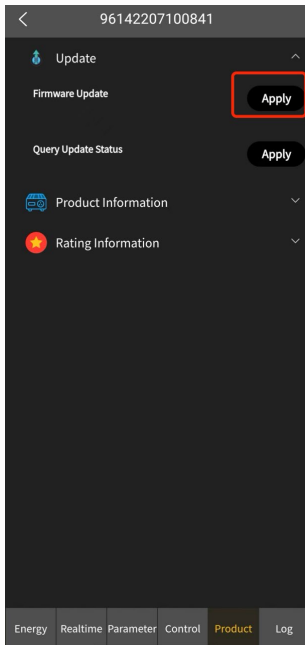 96142207100841
Update
Firmware Update
Apply
Query Update Status
Apply
Product Information
Rating Information
Energy Realtime Parameter Control Product Log